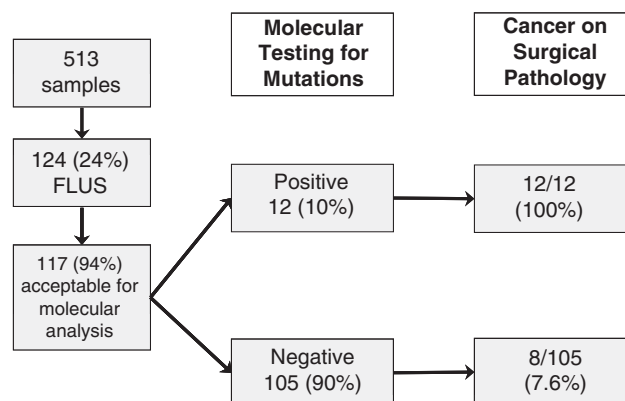 Molecular
Testing for
Mutations
Cancer on
Surgical
Pathology
513
samples
124 (24%)
FLUS
117 (94%)
acceptable for
molecular
analysis
Positive
12 (10%)
12/12
(100%)
Negative
105 (90%)
8/105
(7.6%)